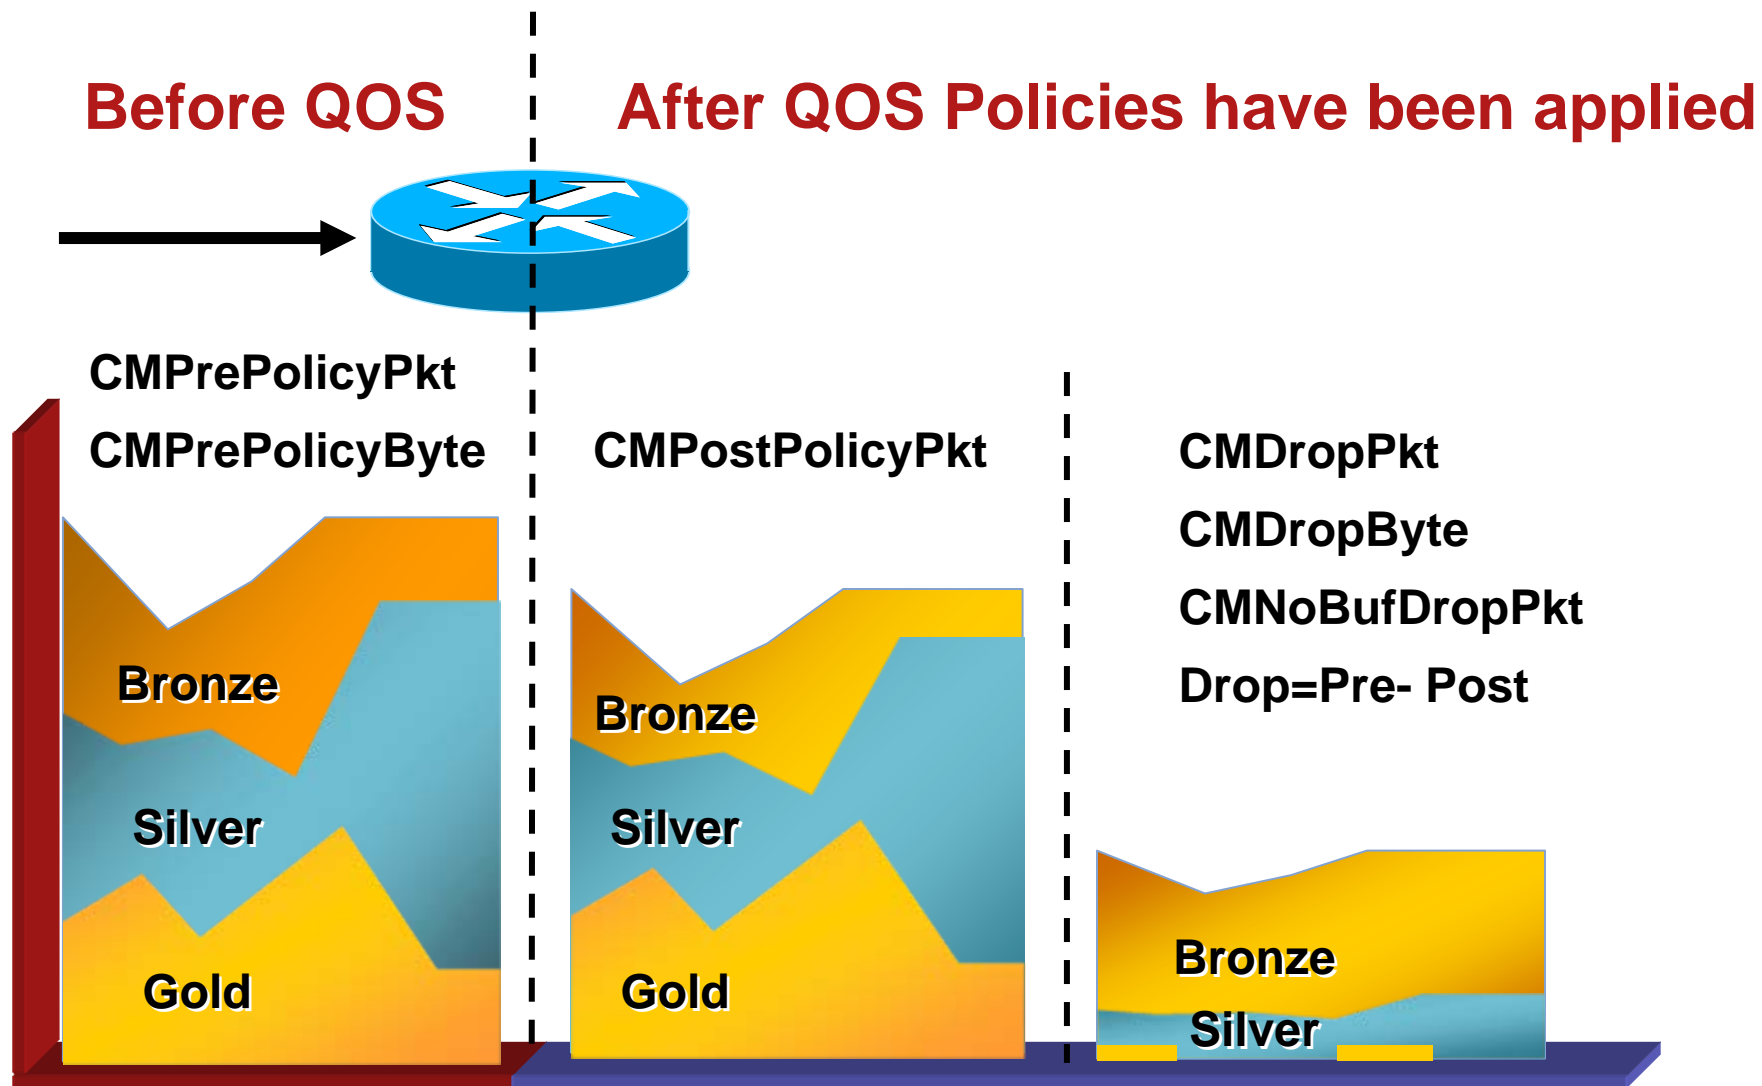 Before QOS
After QOS Policies have been applied
CMPrePolicyPkt
CMPrePolicyByte
CMPostPolicyPkt
CMDropPkt
CMDropByte
CMNoBufDropPkt
Drop=Pre- Post
Bronze
Silver
Gold
Bronze
Silver
Gold
Bronze
Silver